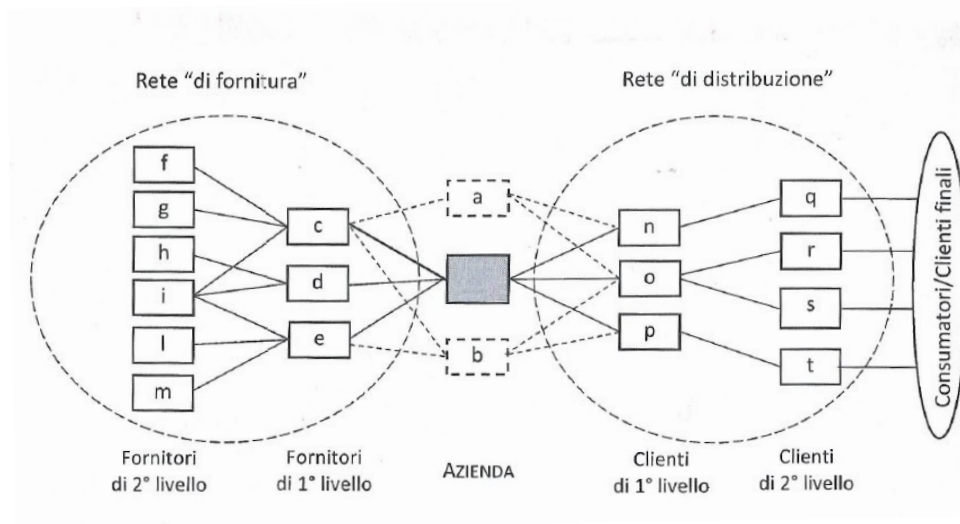 Rete “di fornitura”
Rete “di distribuzione”
f
g
h
i
l
m
c
d
e
a
b
n
o
p
q
r
s
t
Consumatori/Clienti finali
Fornitori
di 2° livello
Fornitori
di 1° livello
AZIENDA
Clienti
di 1° livello
Clienti
di 2° livello